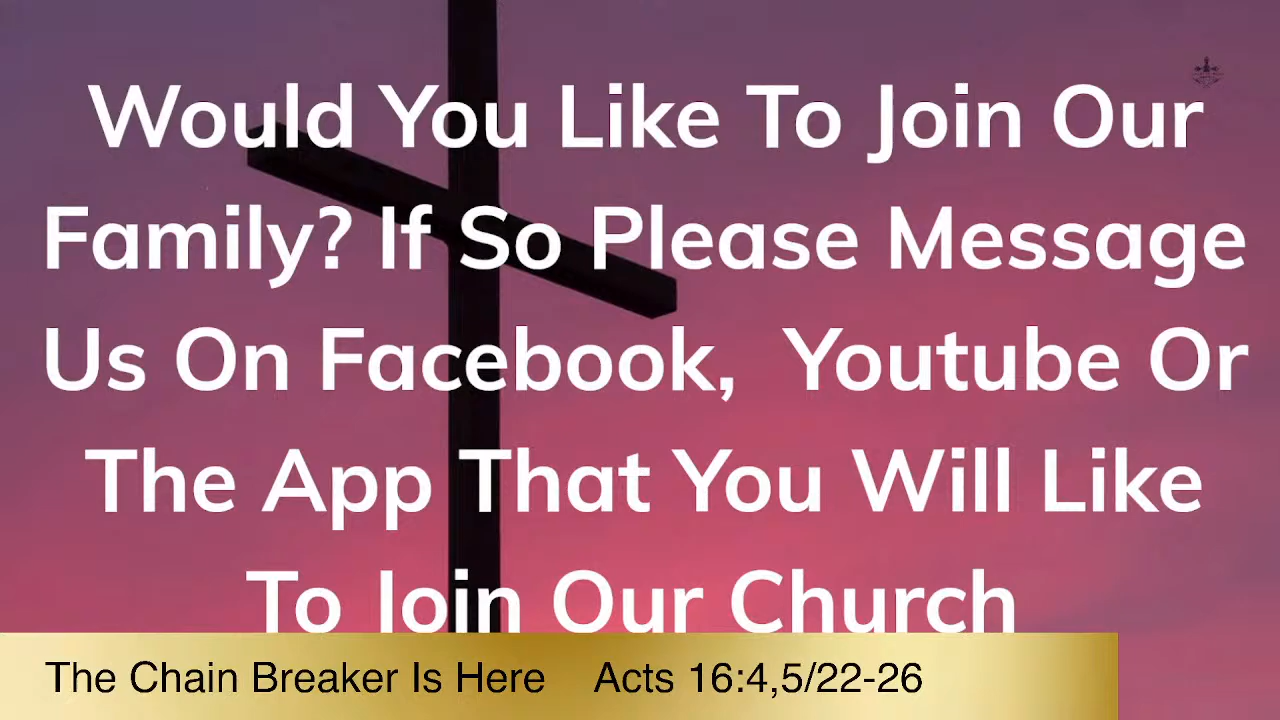 Would You Like To Join Our
Family? If So Please Message
Us On Facebook,  Youtube Or
The App That You Will Like
To Join Our Church
The Chain Breaker Is Here    Acts 16:4,5/22-26